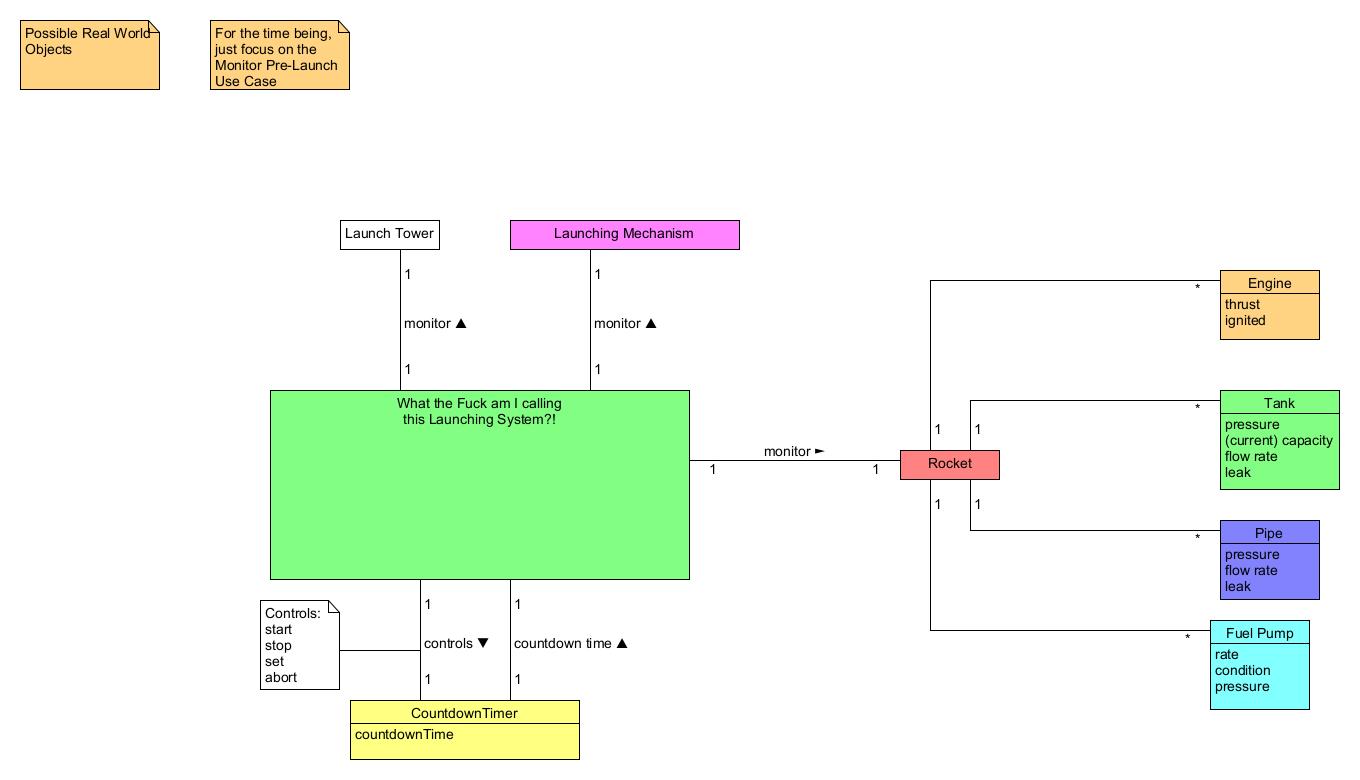 Possible Real World
Objects
For the time being,
just focus on the
Monitor Pre-Launch
Use Case
Launch Tower
Launching Mechanism
1
1
monitor ▲
monitor ▲
1
1
What the Fuck am I calling
this Launching System?!
monitor ►
1
1
Rocket
1
1
1
1
*
Engine
thrust
ignited
*
Tank
pressure
(current) capacity
flow rate
leak
*
Pipe
pressure
flow rate
leak
*
Fuel Pump
rate
condition
pressure
Controls:
start
stop
set
abort
1
1
controls ▼
countdown time ▲
1
1
CountdownTimer
countdownTime